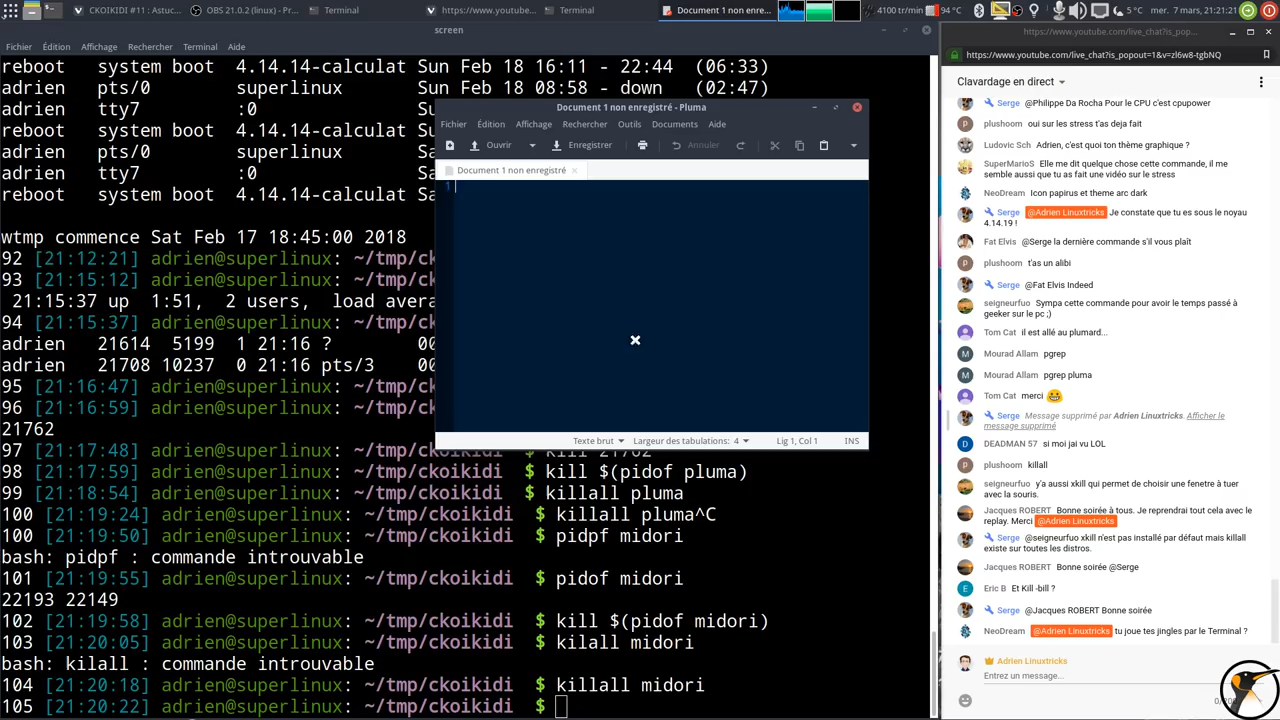 CKOIKIDI #11 : Astuc...
OBS 21.0.2 (linux) - Pr...
Terminal
https://www.youtube...
Terminal
Document 1 non enre...
4100 tr/min
94 °C
5 °C
mer. 7 mars, 21:21:21
screen
Fichier Édition Affichage Rechercher Terminal Aide
reboot system boot 4.14.14-calculat Sun Feb 18 16:11 - 22:44 (06:33)
adrien pts/0 superlinux Sun Feb 18 08:58 - down (02:47)
adrien tty7 :0 Su
reboot system boot 4.14.14-calculat Su
adrien pts/0 superlinux Sa
adrien tty7 :0 Sa
reboot system boot 4.14.14-calculat Sa
wtmp commence Sat Feb 17 18:45:00 2018
92 [21:12:21] adrien@superlinux: ~/tmp/ck
93 [21:15:12] adrien@superlinux: ~/tmp/ck
21:15:37 up 1:51, 2 users, load avera
94 [21:15:37] adrien@superlinux: ~/tmp/ck
adrien 21614 5199 1 21:16 ? 00
adrien 21708 10237 0 21:16 pts/3 00
95 [21:16:47] adrien@superlinux: ~/tmp/ck
96 [21:16:59] adrien@superlinux: ~/tmp/ck
21762
97 [21:17:48] adrien@superlinux: ~/tmp/ckoikidi $ kill 21762
98 [21:17:59] adrien@superlinux: ~/tmp/ckoikidi $ kill $(pidof pluma)
99 [21:18:54] adrien@superlinux: ~/tmp/ckoikidi $ killall pluma
100 [21:19:24] adrien@superlinux: ~/tmp/ckoikidi $ killall pluma^C
100 [21:19:50] adrien@superlinux: ~/tmp/ckoikidi $ pidpf midori
bash: pidpf : commande introuvable
101 [21:19:55] adrien@superlinux: ~/tmp/ckoikidi $ pidof midori
22193 22149
102 [21:19:58] adrien@superlinux: ~/tmp/ckoikidi $ kill $(pidof midori)
103 [21:20:05] adrien@superlinux: ~/tmp/ckoikidi $ kilall midori
bash: kilall : commande introuvable
104 [21:20:18] adrien@superlinux: ~/tmp/ckoikidi $ killall midori
105 [21:20:22] adrien@superlinux: ~/tmp/ckoikidi $
Document 1 non enregistré - Pluma
Fichier Édition Affichage Rechercher Outils Documents Aide
Ouvrir Enregistrer Annuler
Document 1 non enregistré
1
Texte brut Largeur des tabulations: 4 Lig 1, Col 1 INS
https://www.youtube.com/live_chat?is_pop...
https://www.youtube.com/live_chat?is_popout=1&v=zl6w8-tgbNQ
Clavardage en direct
Serge @Philippe Da Rocha Pour le CPU c'est cpupower
P plushoom oui sur les stress t'as deja fait
Ludovic Sch Adrien, c'est quoi ton thème graphique ?
SuperMarioS Elle me dit quelque chose cette commande, il me
semble aussi que tu as fait une vidéo sur le stress
NeoDream Icon papirus et theme arc dark
Serge @Adrien Linuxtricks Je constate que tu es sous le noyau
4.14.19 !
Fat Elvis @Serge la dernière commande s'il vous plaît
P plushoom t'as un alibi
Serge @Fat Elvis Indeed
seigneurfuo Sympa cette commande pour avoir le temps passé à
geeker sur le pc ;)
Tom Cat il est allé au plumard...
M Mourad Allam pgrep
M Mourad Allam pgrep pluma
Tom Cat merci
Serge Message supprimé par Adrien Linuxtricks. Afficher le
message supprimé
D DEADMAN 57 si moi jai vu LOL
P plushoom killall
seigneurfuo y'a aussi xkill qui permet de choisir une fenetre à tuer
avec la souris.
Jacques ROBERT Bonne soirée à tous. Je reprendrai tout cela avec le
replay. Merci @Adrien Linuxtricks
Serge @seigneurfuo xkill n'est pas installé par défaut mais killall
existe sur toutes les distros.
Jacques ROBERT Bonne soirée @Serge
E Eric B Et Kill -bill ?
Serge @Jacques ROBERT Bonne soirée
NeoDream @Adrien Linuxtricks tu joue tes jingles par le Terminal ?
Adrien Linuxtricks
Entrez un message...